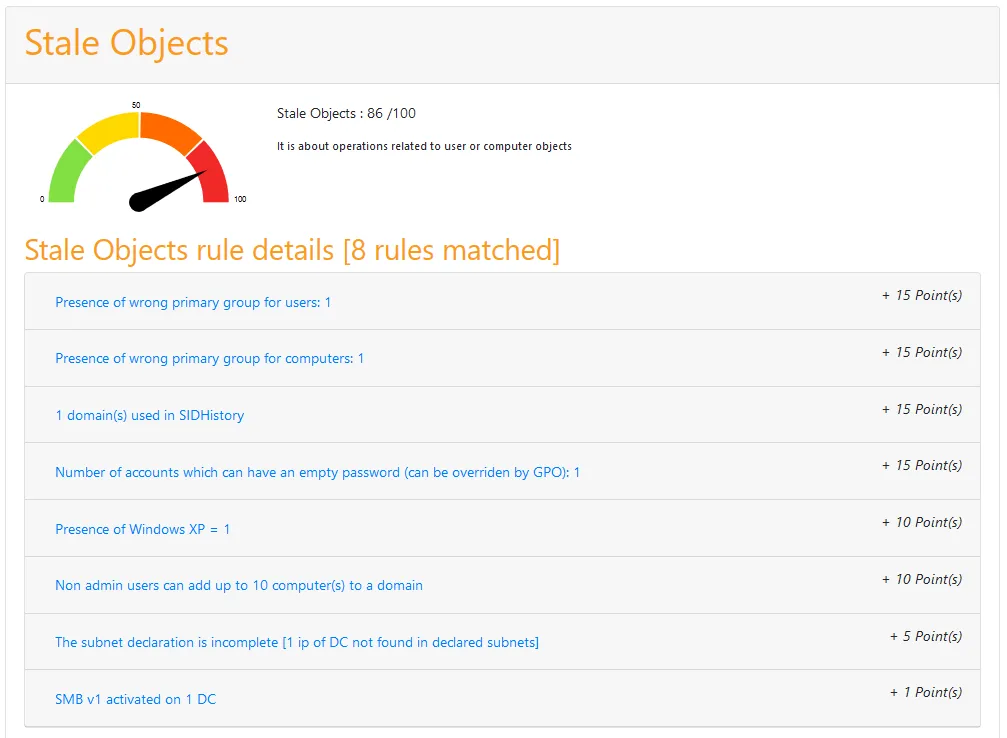 Stale Objects
50
0
100
Stale Objects : 86 /100
It is about operations related to user or computer objects
Stale Objects rule details [8 rules matched]
Presence of wrong primary group for users: 1 + 15 Point(s)
Presence of wrong primary group for computers: 1 + 15 Point(s)
1 domain(s) used in SIDHistory + 15 Point(s)
Number of accounts which can have an empty password (can be overriden by GPO): 1 + 15 Point(s)
Presence of Windows XP = 1 + 10 Point(s)
Non admin users can add up to 10 computer(s) to a domain + 10 Point(s)
The subnet declaration is incomplete [1 ip of DC not found in declared subnets] + 5 Point(s)
SMB v1 activated on 1 DC + 1 Point(s)